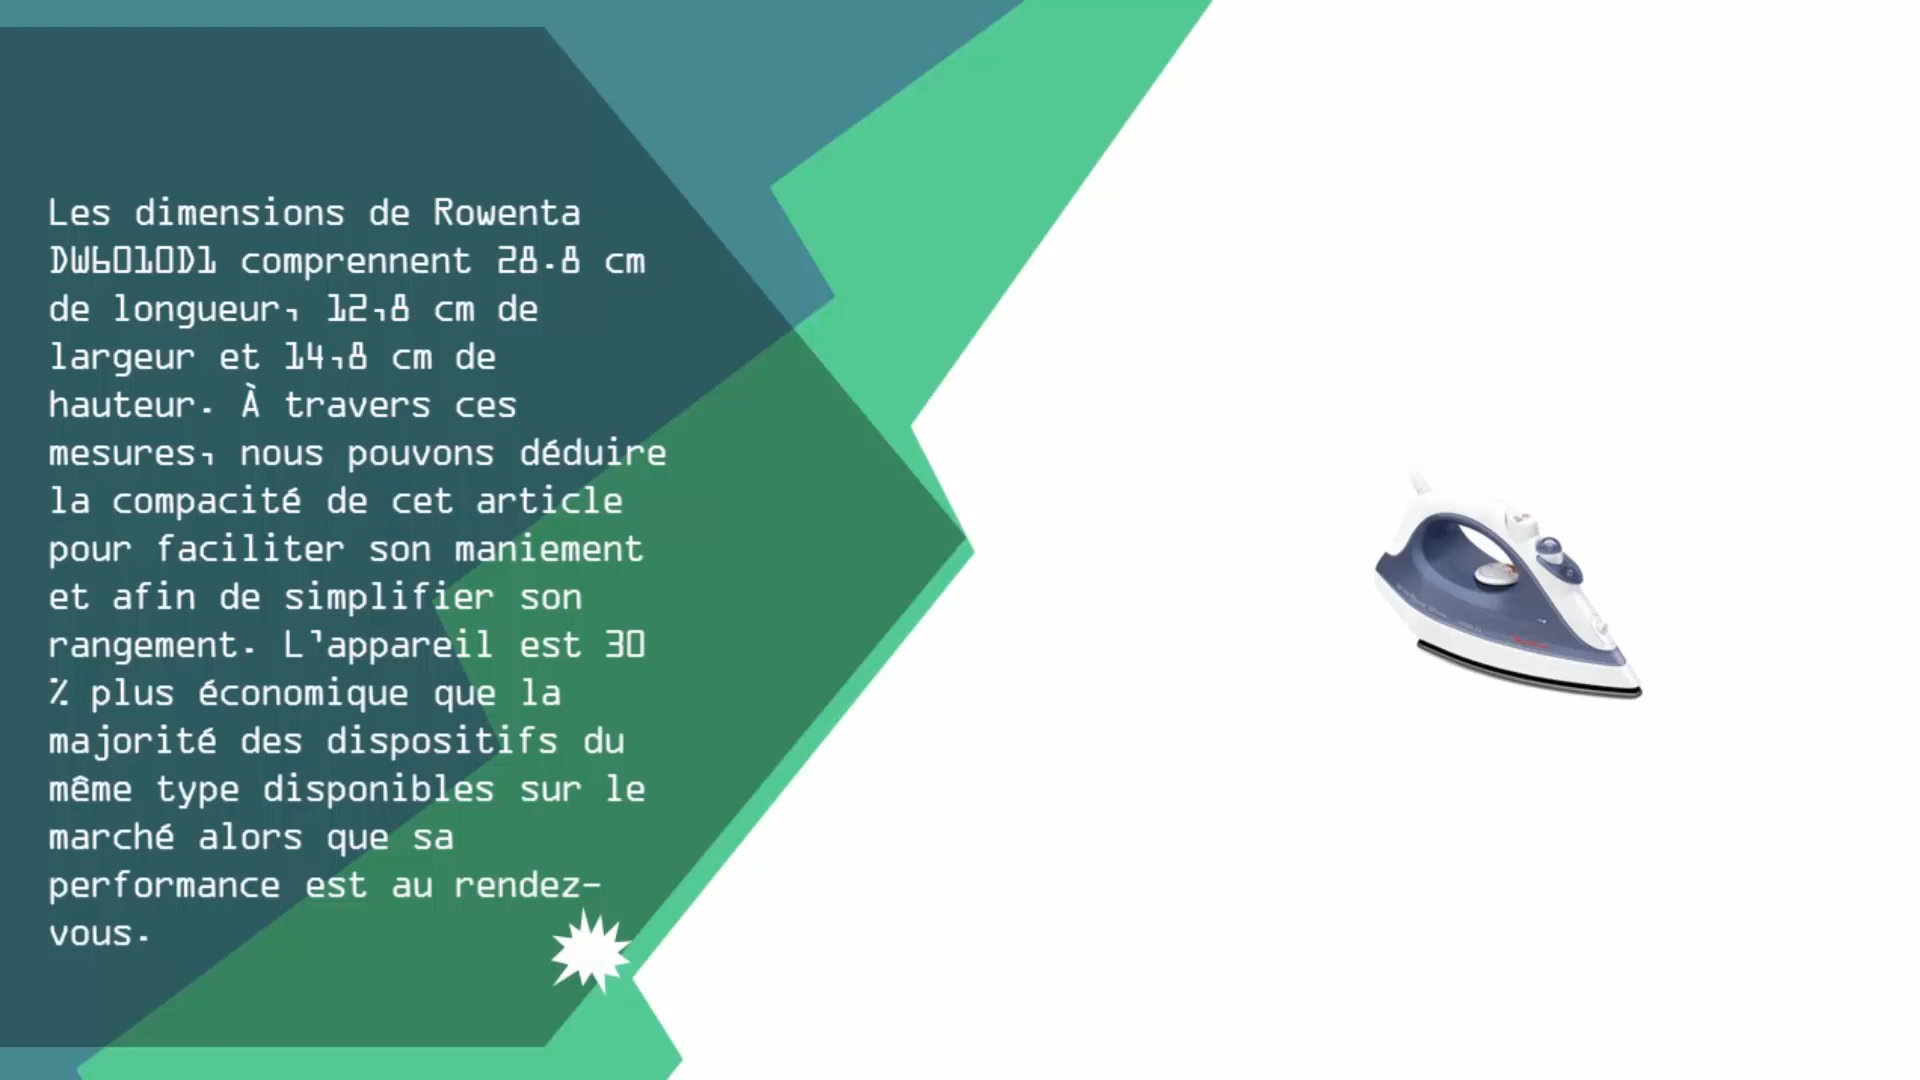 Les dimensions de Rowenta
DW6010D1 comprennent 28.8 cm
de longueur, 12,8 cm de
largeur et 14,8 cm de
hauteur. À travers ces
mesures, nous pouvons déduire
la compacité de cet article
pour faciliter son maniement
et afin de simplifier son
rangement. L'appareil est 30
% plus économique que la
majorité des dispositifs du
même type disponibles sur le
marché alors que sa
performance est au rendez-
vous.